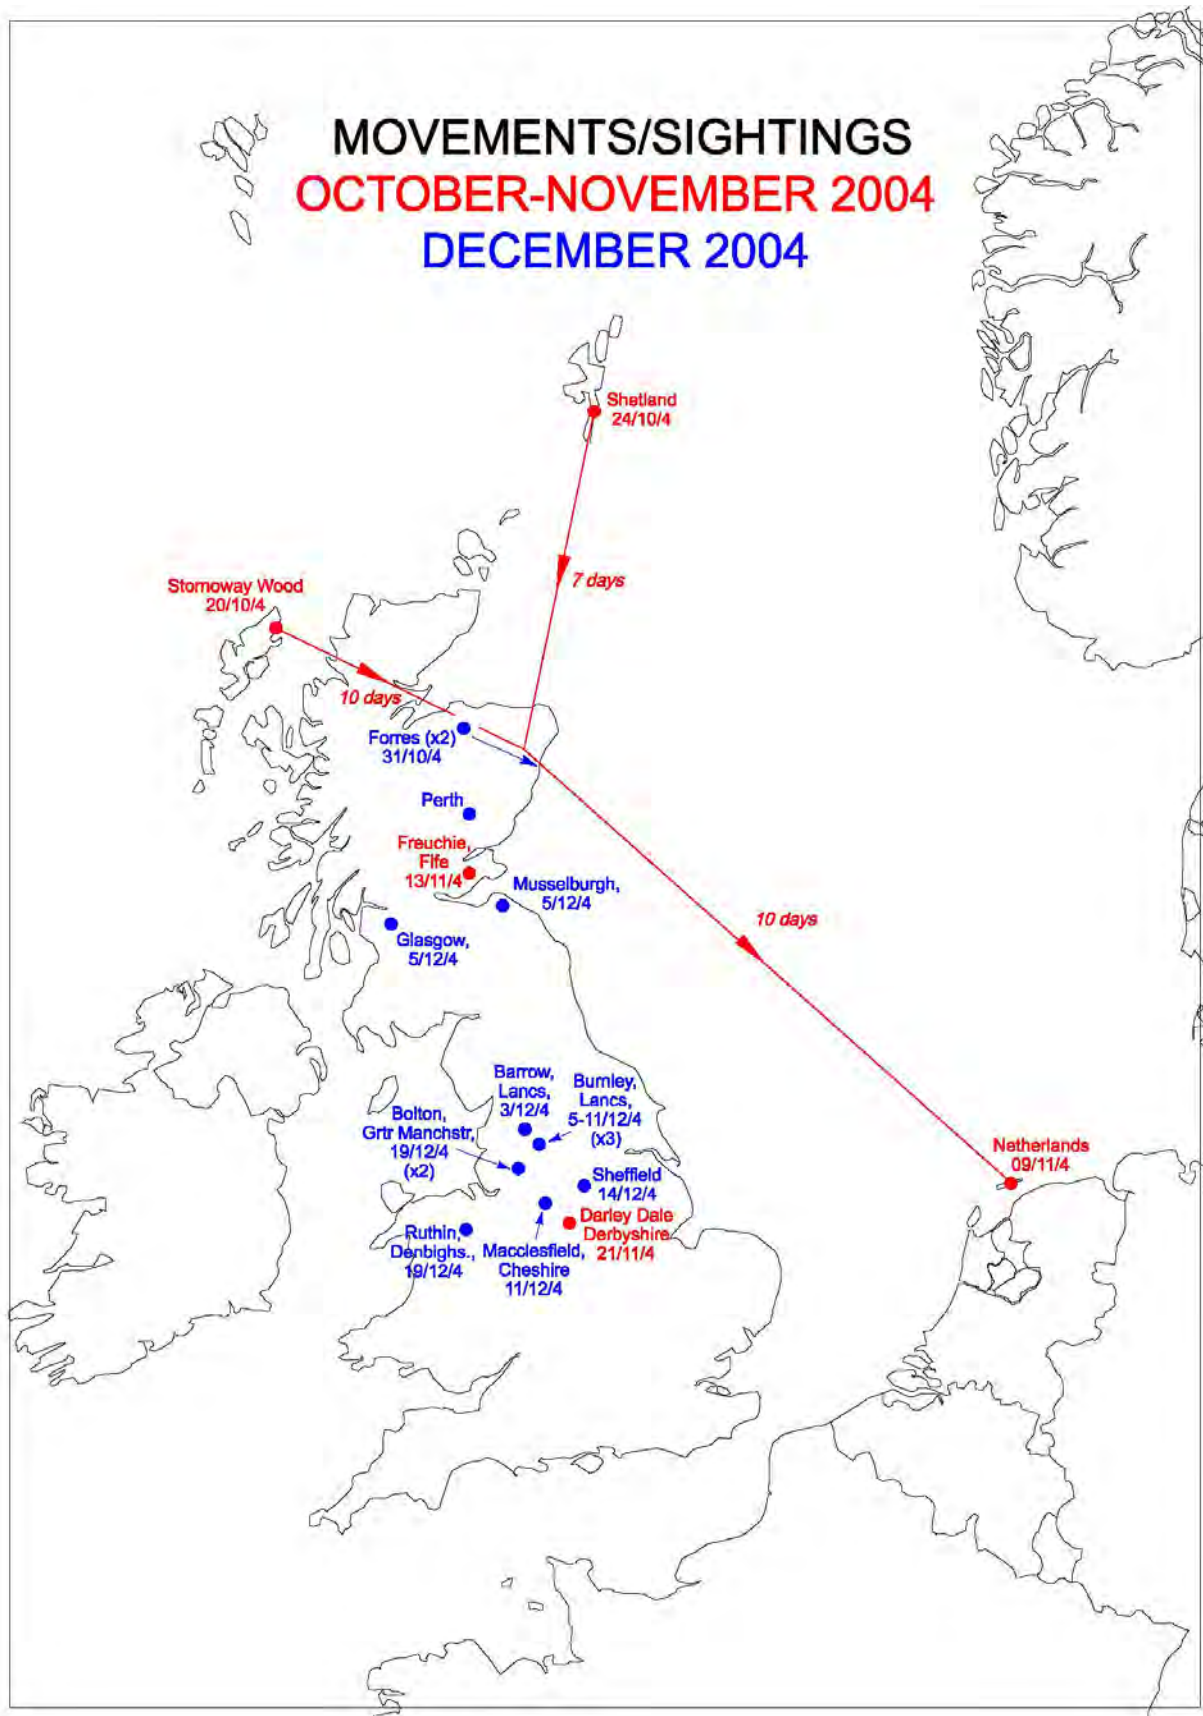 MOVEMENTS/SIGHTINGS
OCTOBER-NOVEMBER 2004
DECEMBER 2004
Shetland
24/10/4
7 days
Stornoway Wood
20/10/4
10 days
Forres (x2)
31/10/4
Perth
Freuchie,
Fife
13/11/4
Musselburgh,
5/12/4
Glasgow,
5/12/4
10 days
Barrow,
Lancs,
3/12/4
Burnley,
Lancs,
5-11/12/4
(x3)
Bolton,
Grtr Manchstr,
19/12/4
(x2)
Netherlands
09/11/4
Sheffield
14/12/4
Darley Dale
Derbyshire
21/11/4
Ruthin,
Denbighs.,
19/12/4
Macclesfield,
Cheshire
11/12/4